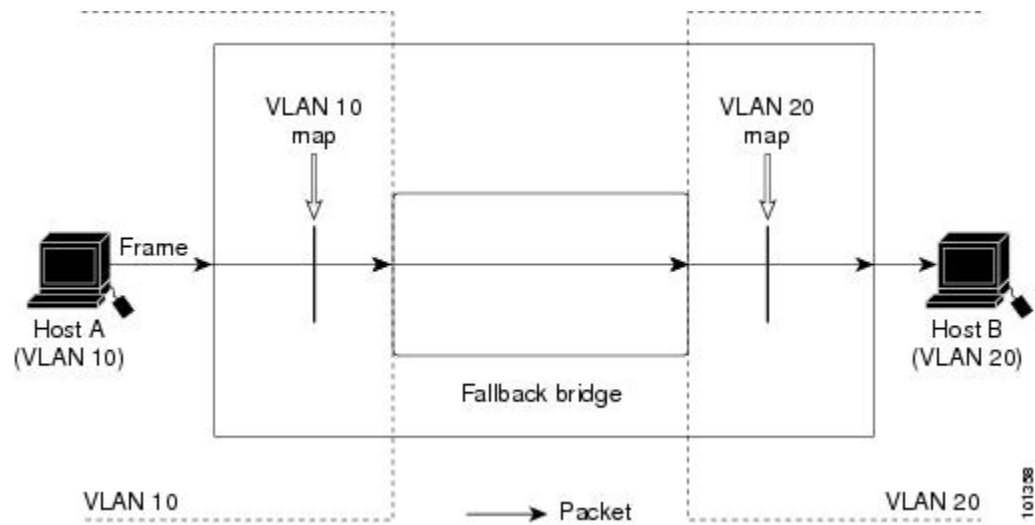 VLAN 10
map
VLAN 20
map
Frame
Host A
(VLAN 10)
Host B
(VLAN 20)
Fallback bridge
VLAN 10
Packet
VLAN 20
101358